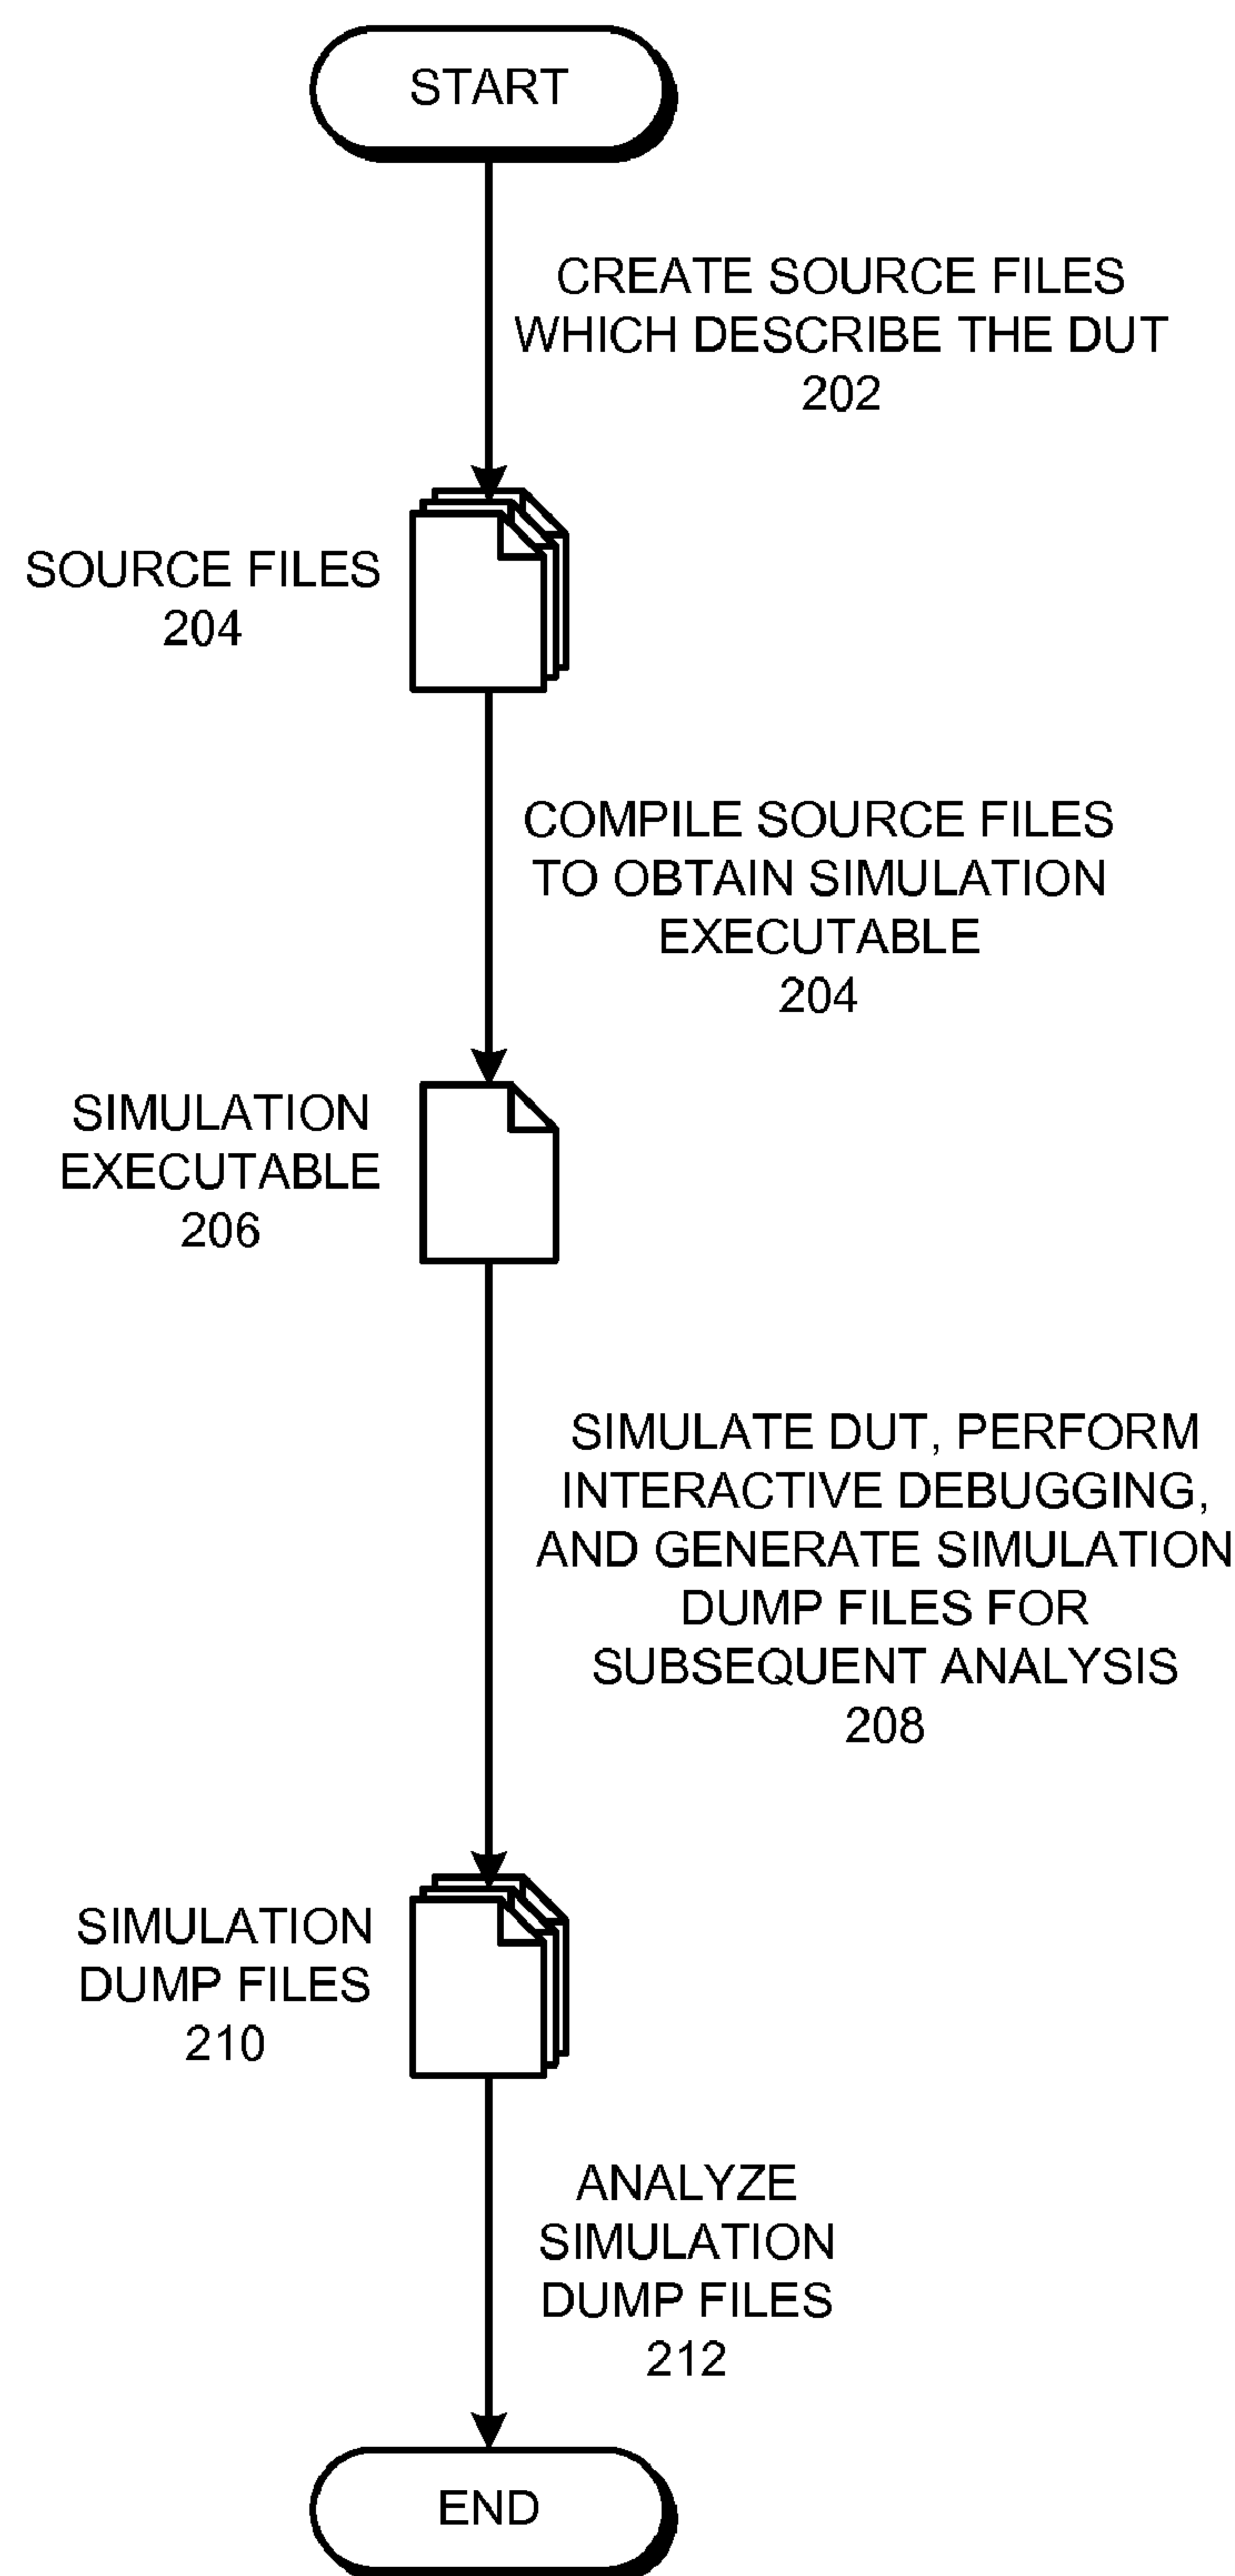 START
CREATE SOURCE FILES
WHICH DESCRIBE THE DUT
202
SOURCE FILES
204
COMPILE SOURCE FILES
TO OBTAIN SIMULATION
EXECUTABLE
204
SIMULATION
EXECUTABLE
206
SIMULATE DUT, PERFORM
INTERACTIVE DEBUGGING,
AND GENERATE SIMULATION
DUMP FILES FOR
SUBSEQUENT ANALYSIS
208
SIMULATION
DUMP FILES
210
ANALYZE
SIMULATION
DUMP FILES
212
END